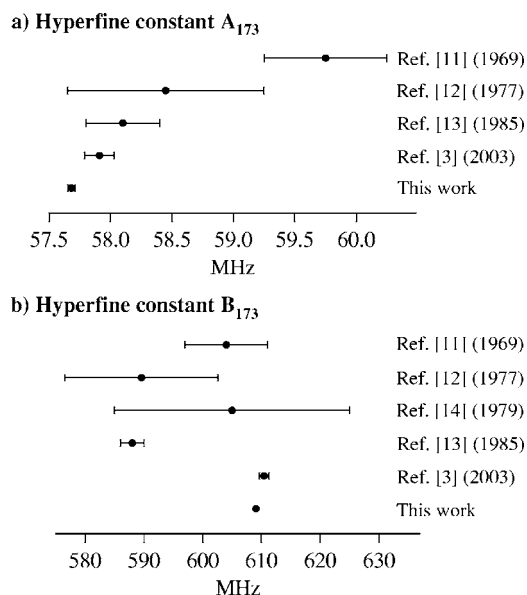 a) Hyperfine constant A173
Ref. [11] (1969)
Ref. [12] (1977)
Ref. [13] (1985)
Ref. [3] (2003)
This work
57.5 58.0 58.5 59.0 59.5 60.0
MHz
b) Hyperfine constant B173
Ref. [11] (1969)
Ref. [12] (1977)
Ref. [14] (1979)
Ref. [13] (1985)
Ref. [3] (2003)
This work
580 590 600 610 620 630
MHz